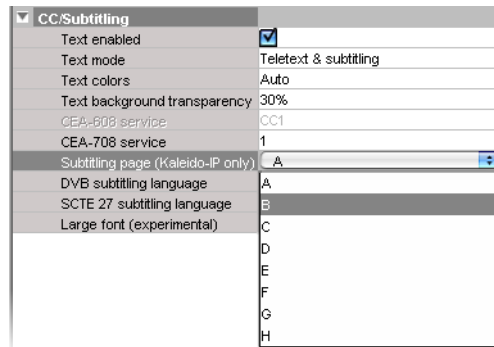 CC/Subtitling
Text enabled
Text mode Teletext & subtitling
Text colors Auto
Text background transparency 30%
CEA-608 service CC1
CEA-708 service 1
Subtitling page (Kaleido-IP only) A
DVB subtitling language A
SCTE 27 subtitling language B
Large font (experimental) C
D
E
F
G
H